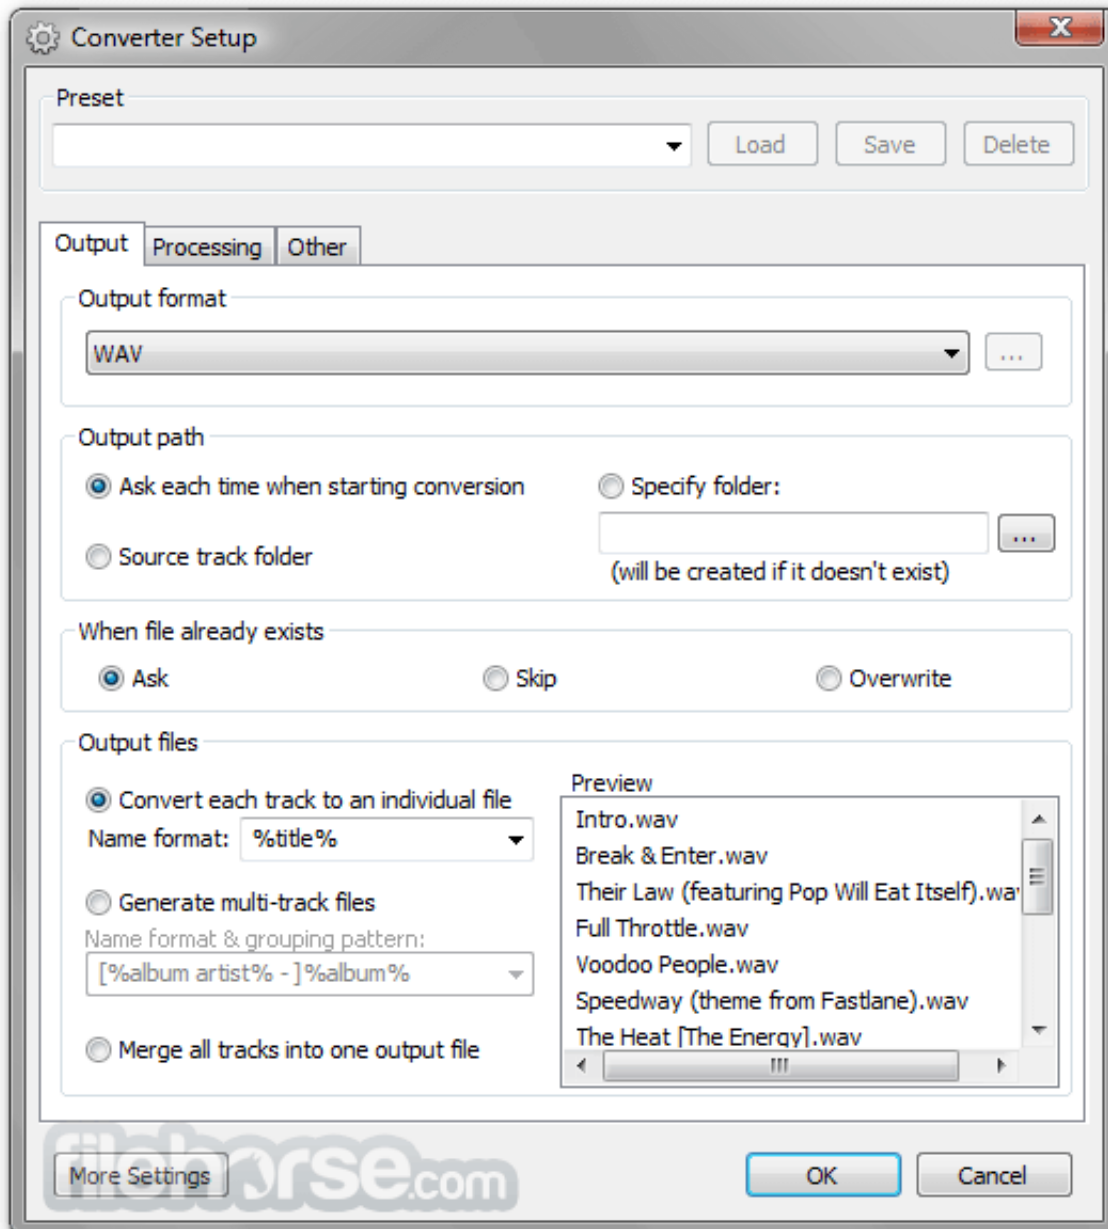 Converter Setup
Preset
Load
Save
Delete
Output
Processing
Other
Output format
WAV
...
Output path
Ask each time when starting conversion
Specify folder:
...
Source track folder
(will be created if it doesn't exist)
When file already exists
Ask
Skip
Overwrite
Output files
Convert each track to an individual file
Name format: %title%
Generate multi-track files
Name format & grouping pattern:
[%album artist% - ]%album%
Merge all tracks into one output file
Preview
Intro.wav
Break & Enter.wav
Their Law (featuring Pop Will Eat Itself).wav
Full Throttle.wav
Voodoo People.wav
Speedway (theme from Fastlane).wav
The Heat [The Energy].wav
More Settings
filehorse.com
OK
Cancel